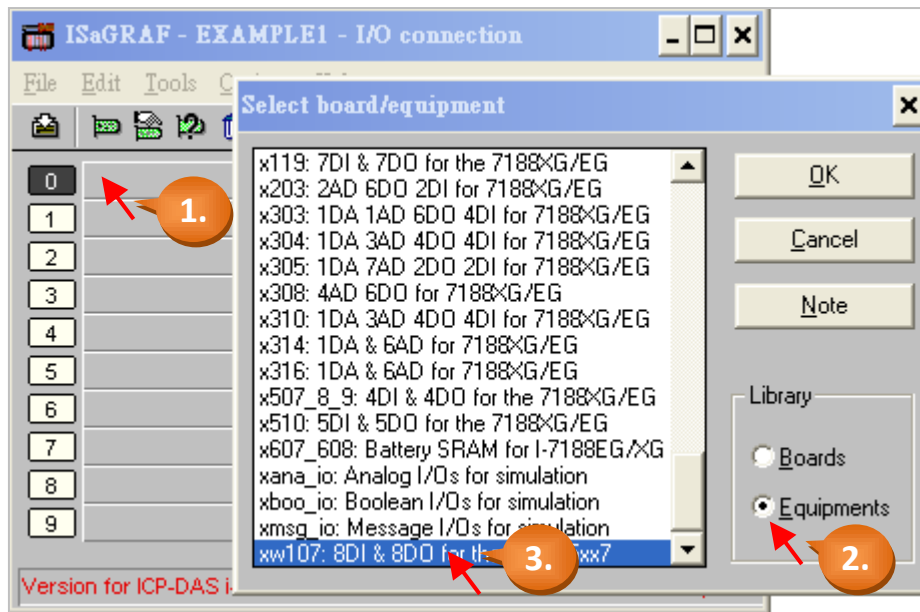 ISaGRAF - EXAMPLE1 - I/O connection
File Edit Tools
Select board/equipment
x119: 7DI & 7DO for the 7188XG/EG
x203: 2AD 6DO 2DI for 7188XG/EG
x303: 1DA 1AD 6DO 4DI for 7188XG/EG
x304: 1DA 3AD 4DO 4DI for 7188XG/EG
x305: 1DA 7AD 2DO 2DI for 7188XG/EG
x308: 4AD 6DO for 7188XG/EG
x310: 1DA 3AD 4DO 4DI for 7188XG/EG
x314: 1DA & 6AD for 7188XG/EG
x316: 1DA & 6AD for 7188XG/EG
x507_8_9: 4DI & 4DO for the 7188XG/EG
x510: 5DI & 5DO for the 7188XG/EG
x607_608: Battery SRAM for I-7188EG/XG
xana_io: Analog I/Os for simulation
xboo_io: Boolean I/Os for simulation
xmsg_io: Message I/Os for simulation
xw107: 8DI & 8DO for the xx7
OK
Cancel
Note
Library
Boards
Equipments
0
1
2
3
4
5
6
7
8
9
1.
2.
3.
Version for ICP-DAS